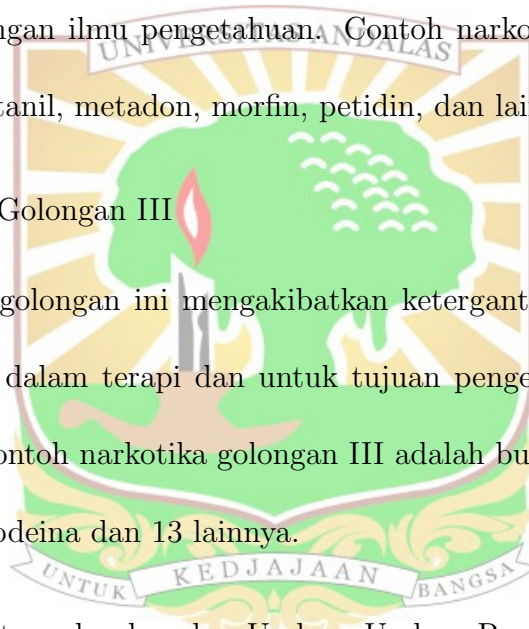 ngan ilmu pengetahuan. Contoh narko
UNIVERSITAS ANDALAS
tanil, metadon, morfin, petidin, dan lai
Golongan III
golongan ini mengakibatkan ketergant
dalam terapi dan untuk tujuan penge
ontoh narkotika golongan III adalah bu
odeina dan 13 lainnya.
UNTUK KEDJAJAAN BANGSA